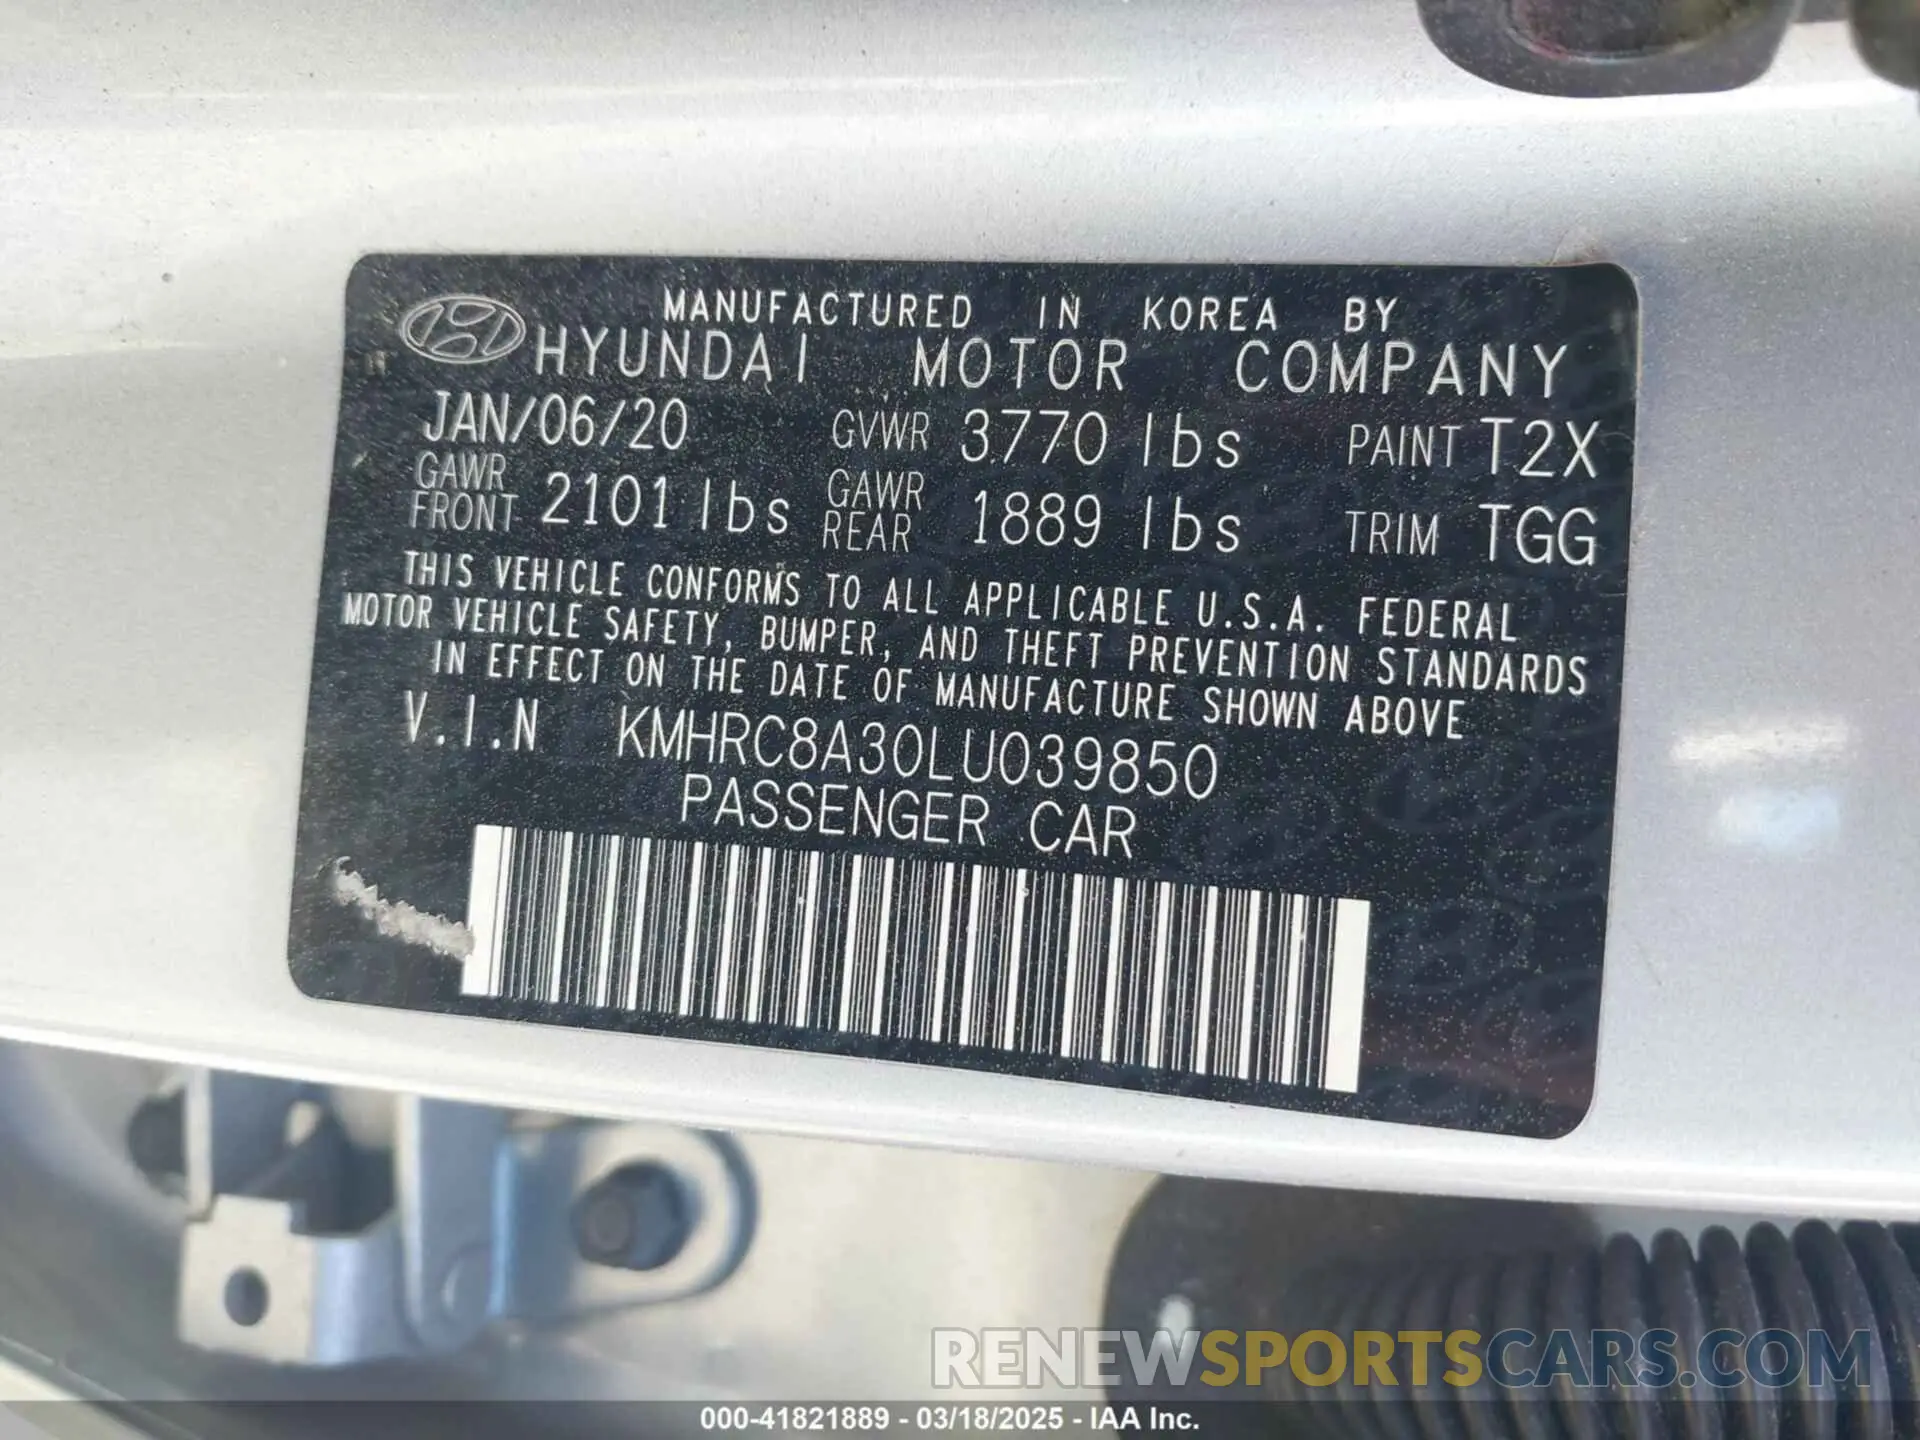 MANUFACTURED IN KOREA BY
HYUNDAI MOTOR COMPANY
JAN/06/20 GVWR 3770 lbs PAINT T2X
GAWR FRONT 2101 lbs GAWR REAR 1889 lbs TRIM TGG
THIS VEHICLE CONFORMS TO ALL APPLICABLE U.S.A. FEDERAL
MOTOR VEHICLE SAFETY, BUMPER, AND THEFT PREVENTION STANDARDS
IN EFFECT ON THE DATE OF MANUFACTURE SHOWN ABOVE
V.I.N KMHRC8A30LU039850
PASSENGER CAR
RENEWSPORTSCARS.COM
000-41821889 - 03/18/2025 - IAA Inc.